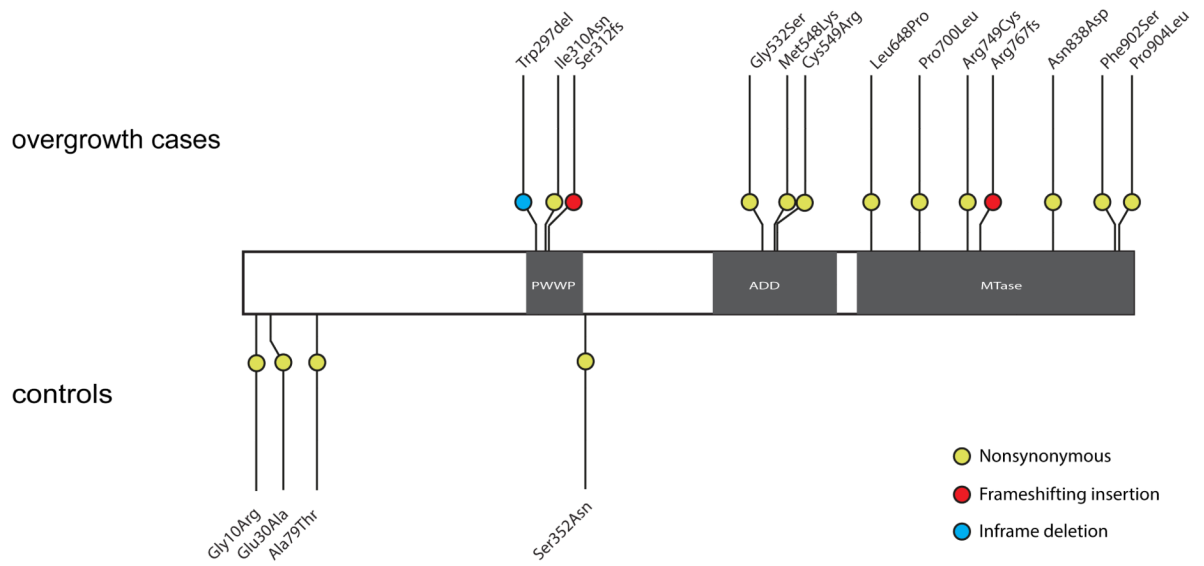 Trp297del
Ile310Asn
Ser312fs
Gly532Ser
Met548Lys
Cys549Arg
Leu648Pro
Pro700Leu
Arg749Cys
Arg767fs
Asn838Asp
Phe902Ser
Pro904Leu
overgrowth cases
PWWP
ADD
MTase
controls
Gly10Arg
Glu30Ala
Ala79Thr
Ser352Asn
Nonsynonymous
Frameshifting insertion
Inframe deletion